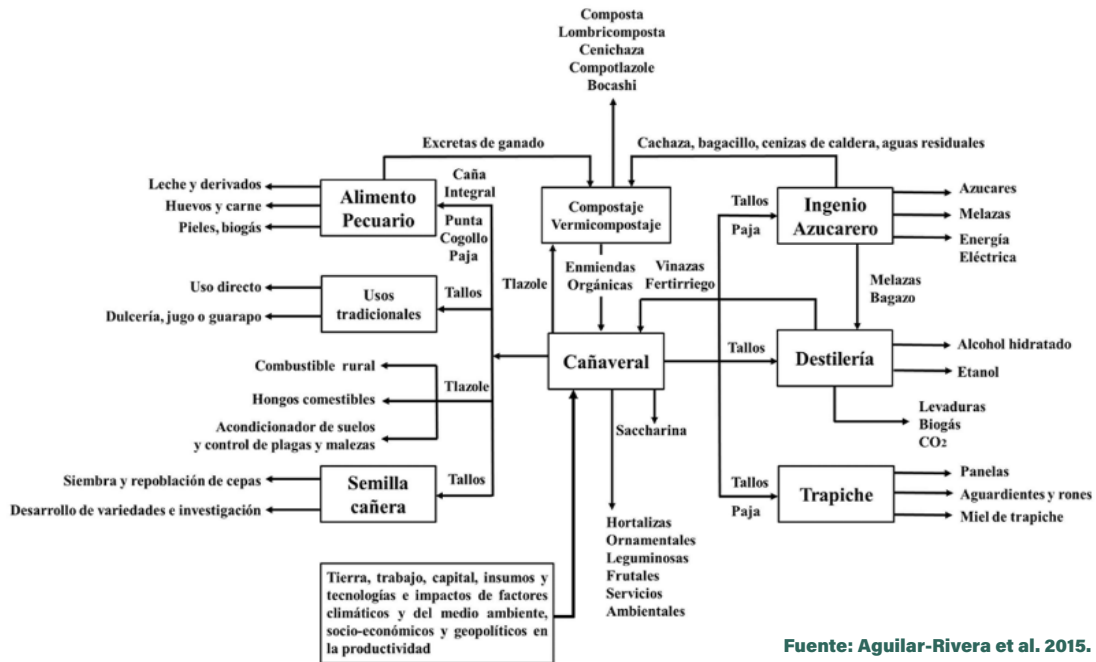 Composta
Lombricomposta
Cenichaza
Compotlazole
Bocashi
Excretas de ganado
Cachaza, bagacillo, cenizas de caldera, aguas residuales
Leche y derivados
Huevos y carne
Pieles, biogás
Alimento
Pecuario
Caña
Integral
Punta
Cogollo
Paja
Compostaje
Vermicompostaje
Tallos
Paja
Ingenio
Azucarero
Azucares
Melazas
Energía
Eléctrica
Uso directo
Dulcería, jugo o guarapo
Usos
tradicionales
Tallos
Tlazole
Enmiendas
Orgánicas
Vinazas
Fertirriego
Melazas
Bagazo
Cañaveral
Tallos
Destilería
Alcohol hidratado
Etanol
Levaduras
Biogás
CO2
Combustible rural
Hongos comestibles
Acondicionador de suelos
y control de plagas y malezas
Tlazole
Saccharina
Siembra y repoblación de cepas
Desarrollo de variedades e investigación
Semilla
cañera
Tallos
Tallos
Paja
Trapiche
Panelas
Aguardientes y rones
Miel de trapiche
Hortalizas
Ornamentales
Leguminosas
Frutales
Servicios
Ambientales
Tierra, trabajo, capital, insumos y
tecnologías e impactos de factores
climáticos y del medio ambiente,
socio-económicos y geopolíticos en
la productividad
Fuente: Aguilar-Rivera et al. 2015.